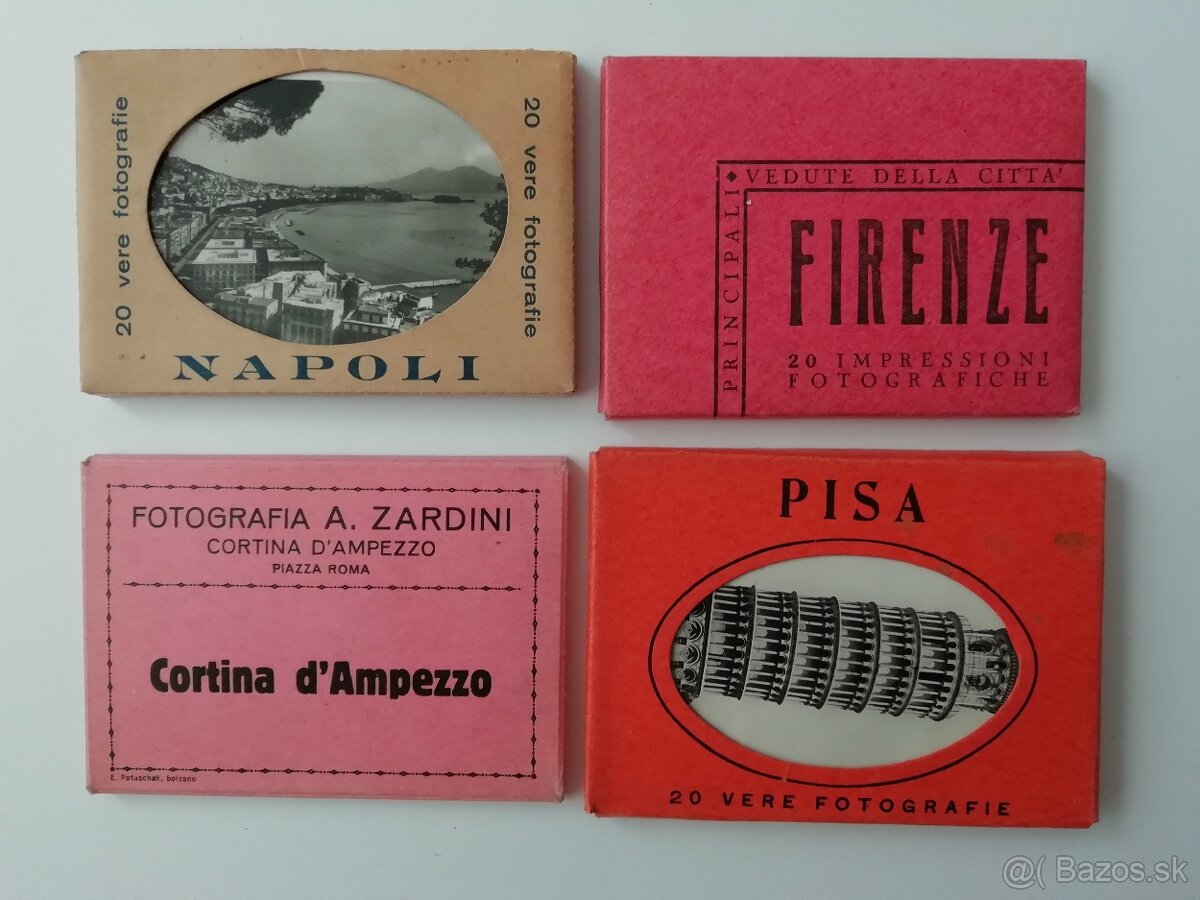 20 vere fotografie
20 vere fotografie
NAPOLI
PRINCIPALI
VEDUTE DELLA CITTA'
FIRENZE
20 IMPRESSIONI
FOTOGRAFICHE
FOTOGRAFIA A. ZARDINI
CORTINA D'AMPEZZO
PIAZZA ROMA
Cortina d'Ampezzo
E. Potuschak, Bolzano
PISA
20 VERE FOTOGRAFIE
@( Bazos.sk